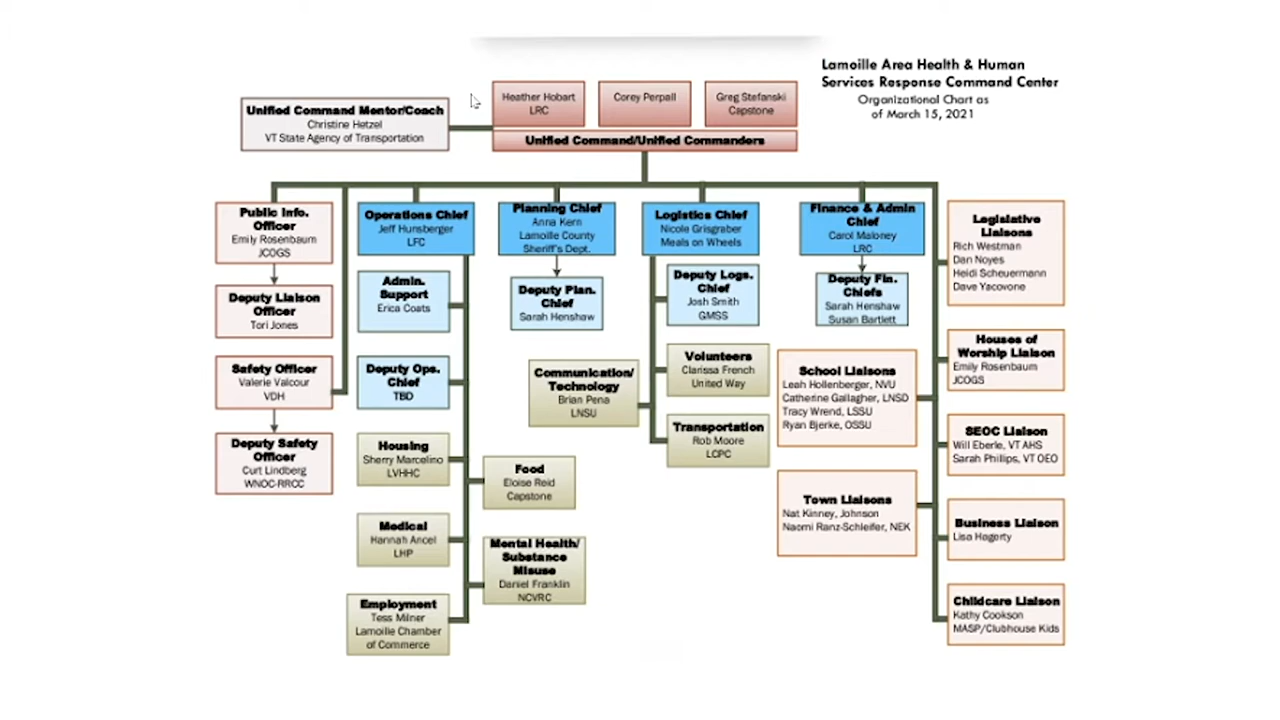 Lamoille Area Health & Human
Services Response Command Center
Organizational Chart as
of March 15, 2021
Unified Command Mentor/Coach
Christine Hetzel
VT State Agency of Transportation
Heather Hobart
LRC
Corey Perpall
Greg Stefanski
Capstone
Unified Command/Unified Commanders
Public Info.
Officer
Emily Rosenbaum
JCOGS
Deputy Liaison
Officer
Tori Jones
Safety Officer
Valerie Valcour
VDH
Deputy Safety
Officer
Curt Lindberg
WNOC-RRCC
Operations Chief
Jeff Hunsberger
LFC
Admin.
Support
Erica Coats
Deputy Ops.
Chief
TBD
Housing
Sherry Marcelino
LVHHC
Medical
Hannah Ancel
LHP
Employment
Tess Milner
Lamoille Chamber
of Commerce
Food
Eloise Reid
Capstone
Mental Health/
Substance
Misuse
Daniel Franklin
NCVRC
Planning Chief
Anna Kern
Lamoille County
Sheriff's Dept.
Deputy Plan.
Chief
Sarah Henshaw
Logistics Chief
Nicole Grisgraber
Meals on Wheels
Deputy Logs.
Chief
Josh Smith
GMSS
Communication/
Technology
Brian Pena
LNSU
Volunteers
Clarissa French
United Way
Transportation
Rob Moore
LCPC
Finance & Admin
Chief
Carol Maloney
LRC
Deputy Fin.
Chiefs
Sarah Henshaw
Susan Bartlett
School Liaisons
Leah Hollenberger, NVU
Catherine Gallagher, LNSD
Tracy Wrend, LSSU
Ryan Bjerke, OSSU
Town Liaisons
Nat Kinney, Johnson
Naomi Ranz-Schleifer, NEK
Legislative
Liaisons
Rich Westman
Dan Noyes
Heidi Scheuermann
Dave Yacovone
Houses of
Worship Liaison
Emily Rosenbaum
JCOGS
SEOC Liaison
Will Eberle, VT AHS
Sarah Phillips, VT OEO
Business Liaison
Lisa Hagerty
Childcare Liaison
Kathy Cookson
MASP/Clubhouse Kids